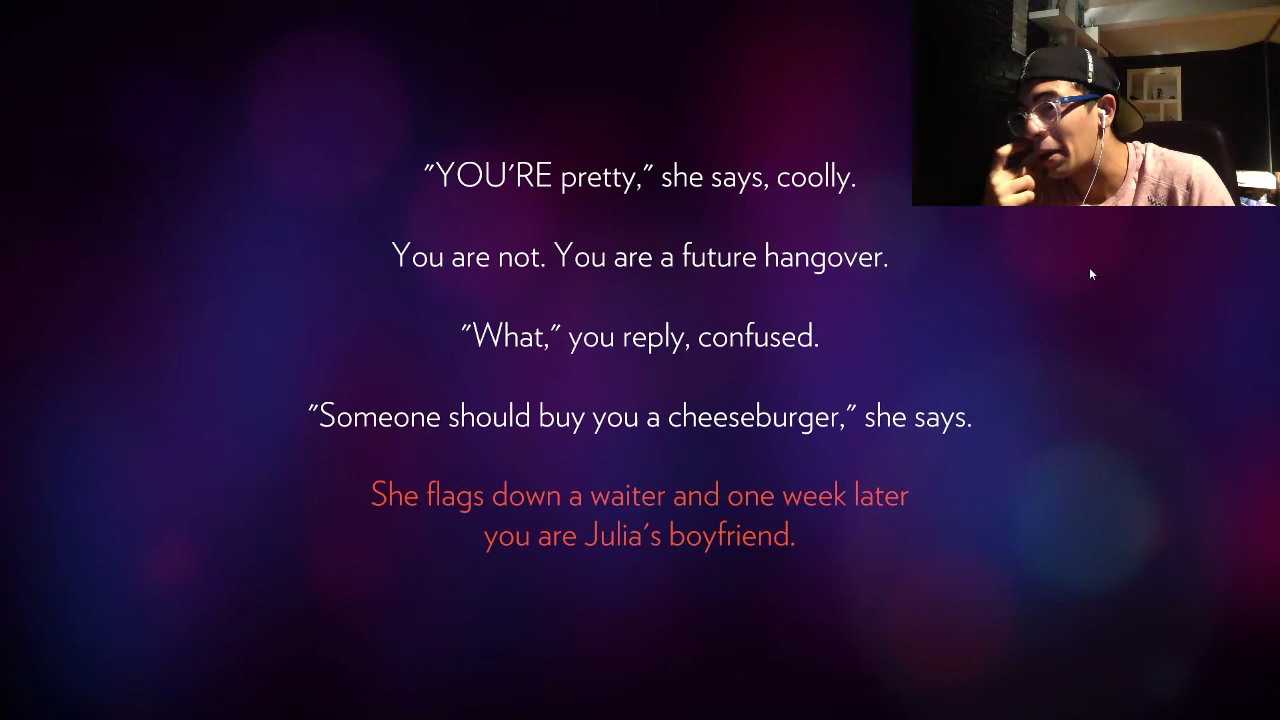 "YOU'RE pretty," she says, coolly.
You are not. You are a future hangover.
"What," you reply, confused.
"Someone should buy you a cheeseburger," she says.
She flags down a waiter and one week later
you are Julia's boyfriend.